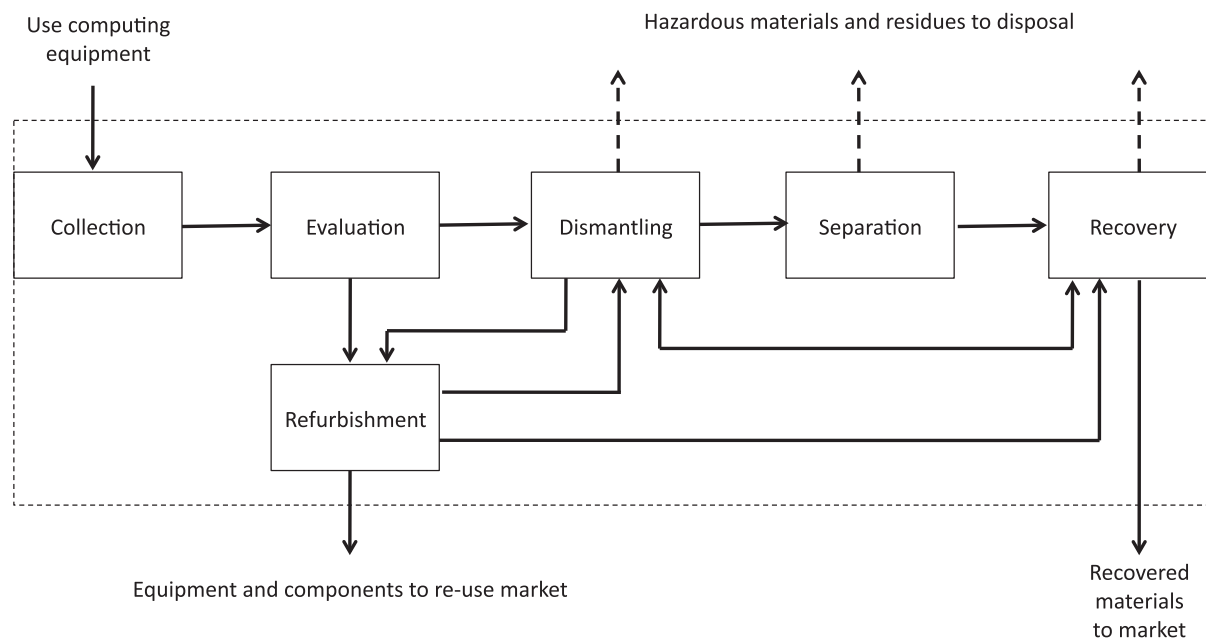 Use computing
equipment
Hazardous materials and residues to disposal
Collection
Evaluation
Dismantling
Separation
Recovery
Refurbishment
Equipment and components to re-use market
Recovered
materials
to market